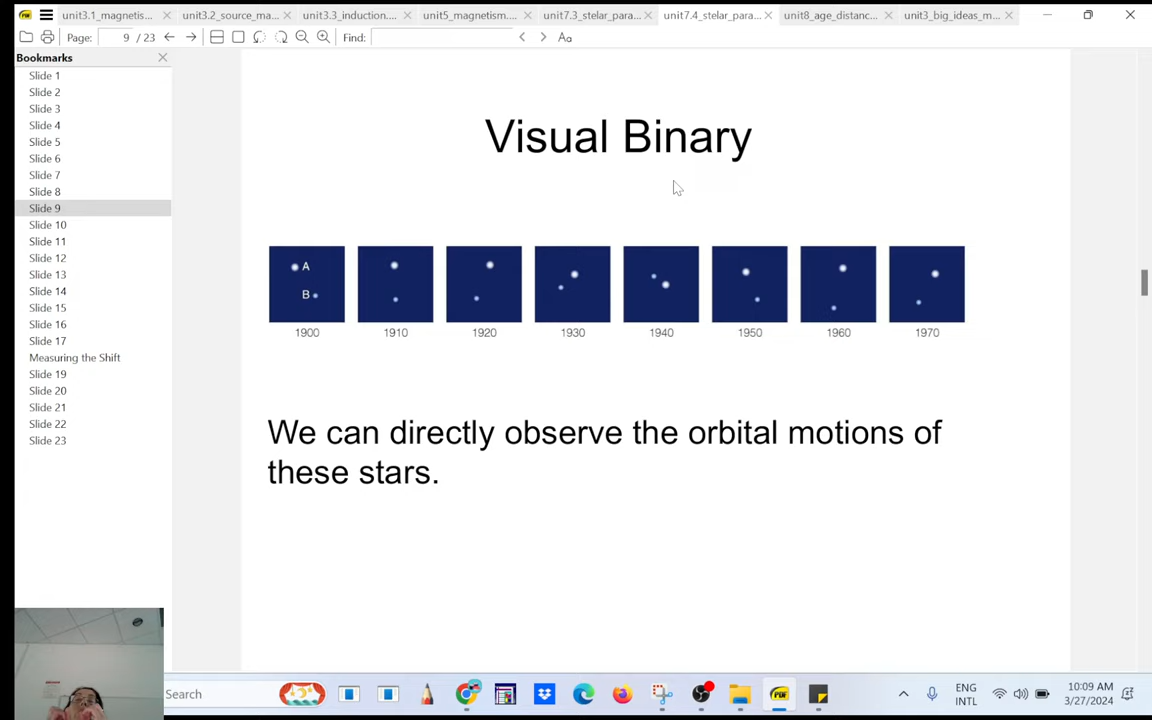 unit3.1_magnetis...
unit3.2_source_ma...
unit3.3_induction....
unit5_magnetism....
unit7.3_stelar_para...
unit7.4_stelar_para...
unit8_age_distanc...
unit3_big_ideas_m...
Page: 9 / 23
Find:
Aa
Bookmarks
Slide 1
Slide 2
Slide 3
Slide 4
Slide 5
Slide 6
Slide 7
Slide 8
Slide 9
Slide 10
Slide 11
Slide 12
Slide 13
Slide 14
Slide 15
Slide 16
Slide 17
Measuring the Shift
Slide 19
Slide 20
Slide 21
Slide 22
Slide 23
Visual Binary
A
B
1900 1910 1920 1930 1940 1950 1960 1970
We can directly observe the orbital motions of
these stars.
Search
ENG
INTL
10:09 AM
3/27/2024